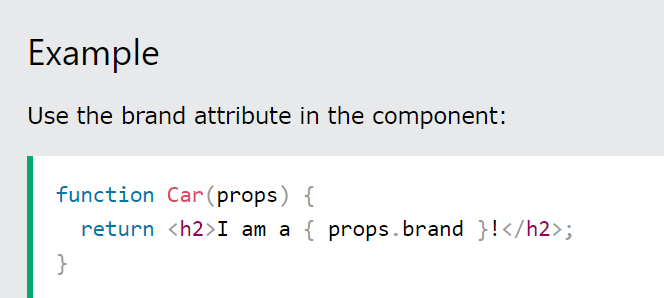 Example
Use the brand attribute in the component:
function Car(props) {
  return <h2>I am a { props.brand }!</h2>;
}